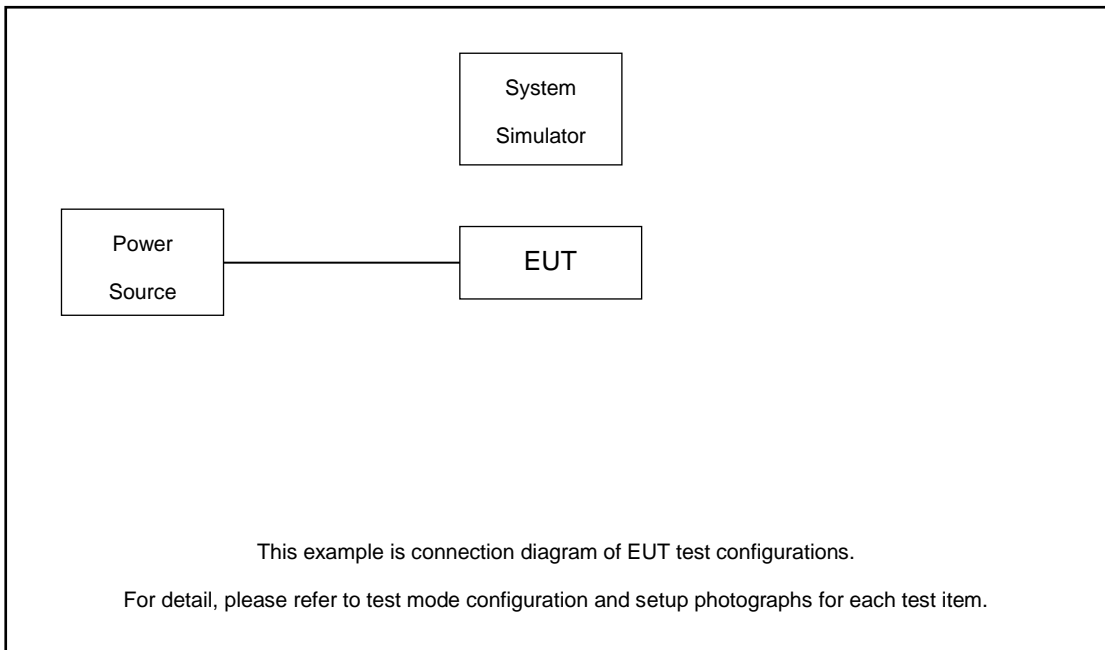 System
Simulator
Power
Source
EUT
This example is connection diagram of EUT test configurations.
For detail, please refer to test mode configuration and setup photographs for each test item.